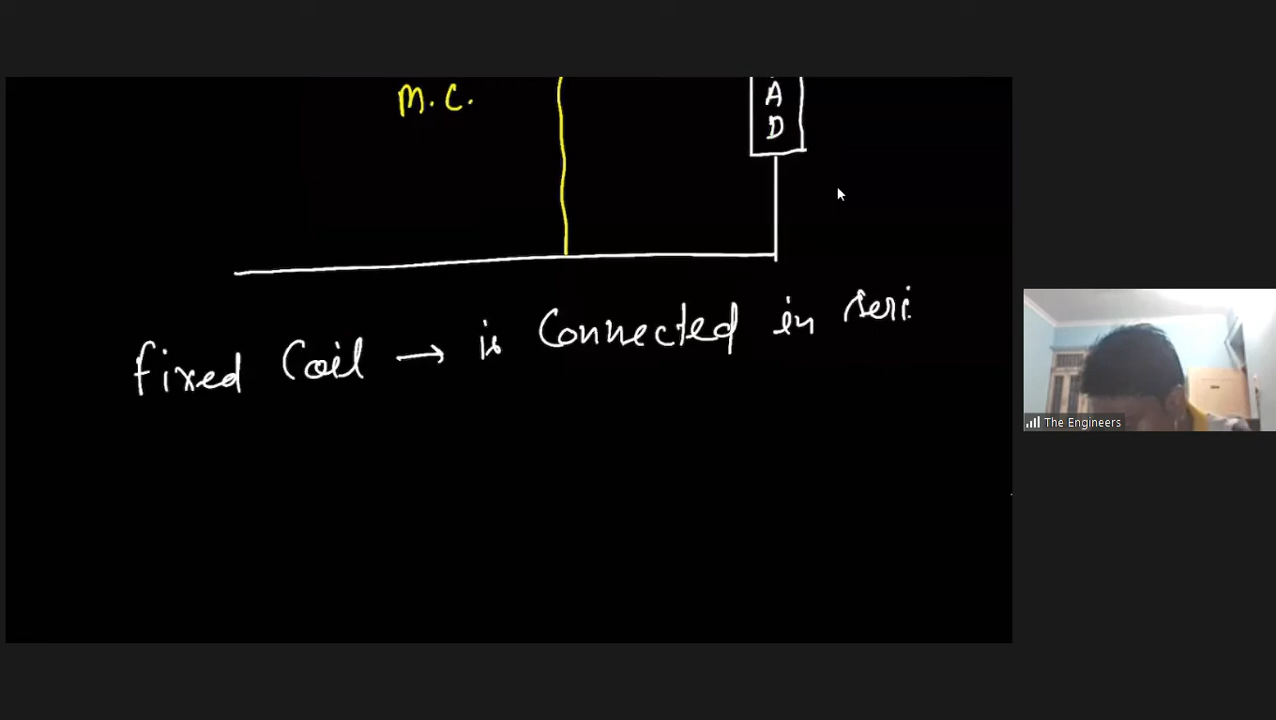 M.C.
A
D
fixed Coil → is Connected in seri
The Engineers